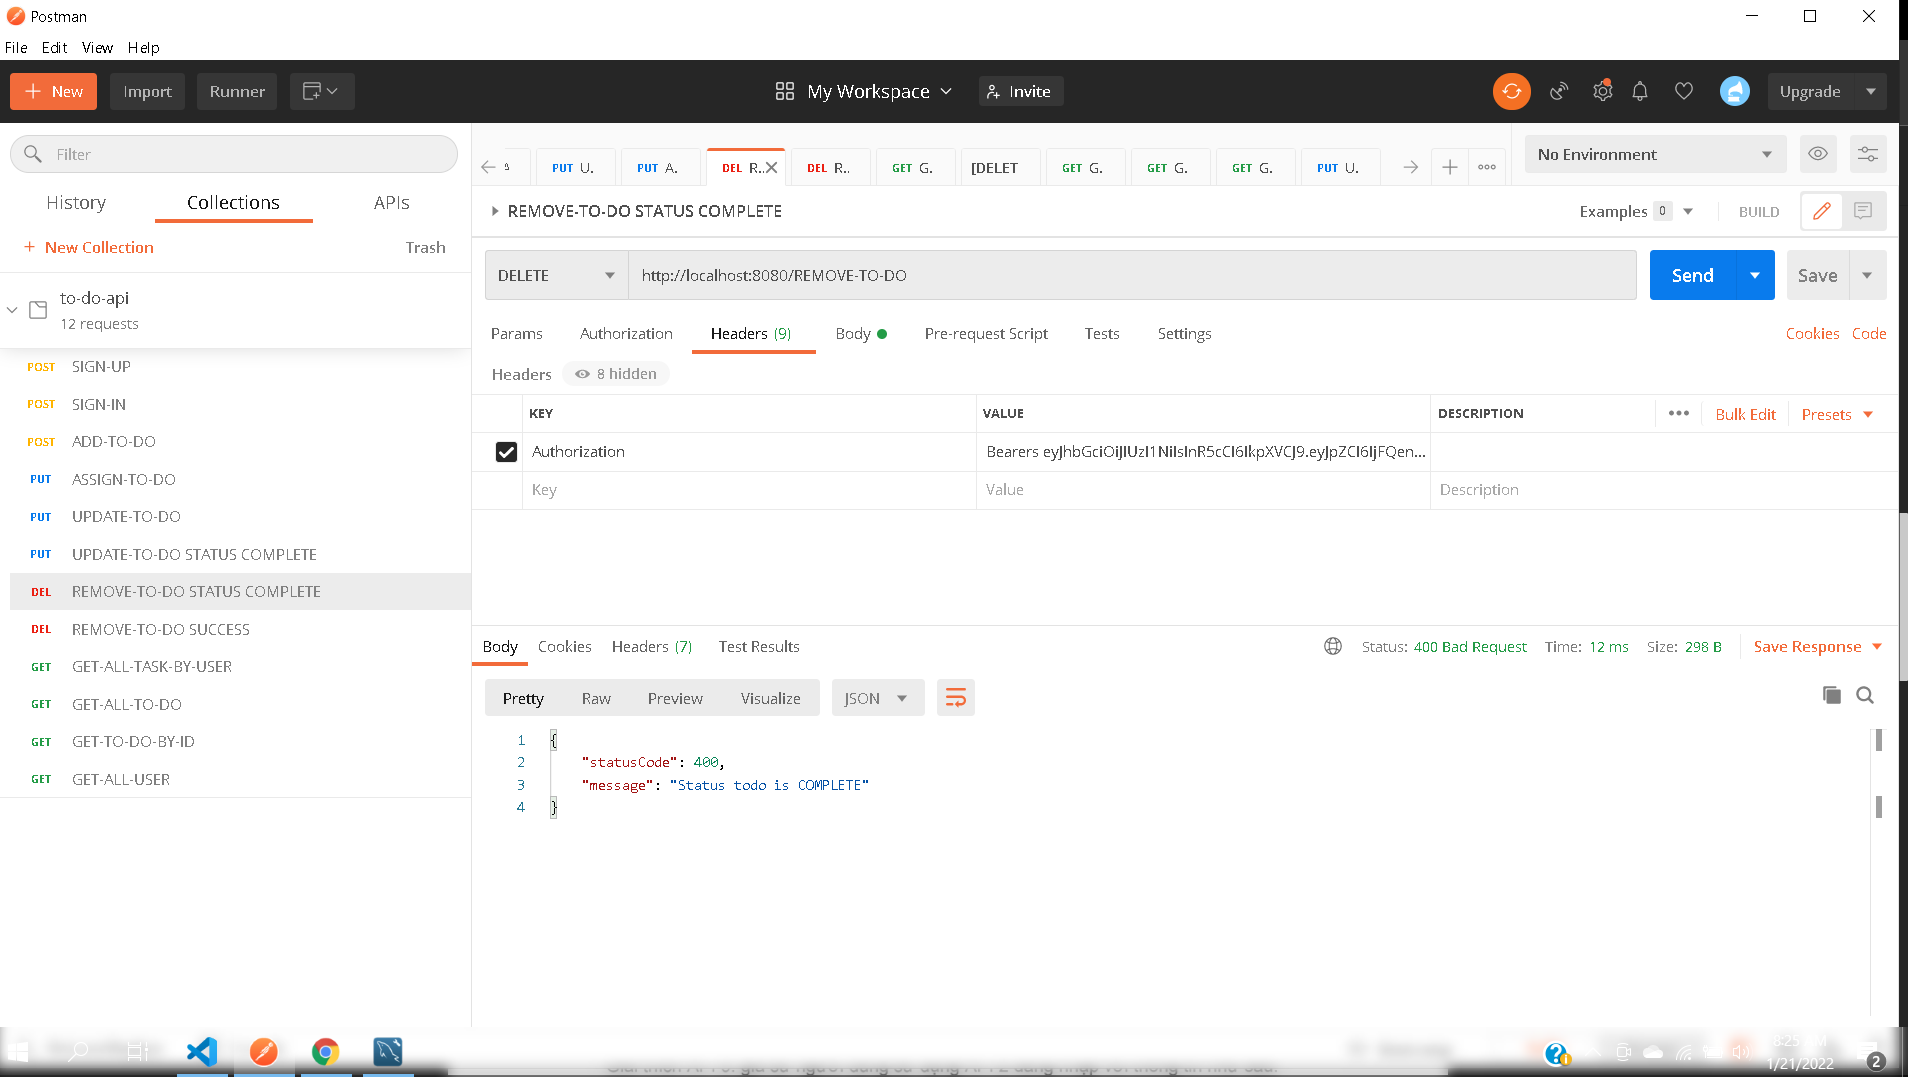 Postman
File Edit View Help
New Import Runner My Workspace Invite Upgrade
Filter
History Collections APIs
+ New Collection Trash
to-do-api
12 requests
POST SIGN-UP
POST SIGN-IN
POST ADD-TO-DO
PUT ASSIGN-TO-DO
PUT UPDATE-TO-DO
PUT UPDATE-TO-DO STATUS COMPLETE
DEL REMOVE-TO-DO STATUS COMPLETE
DEL REMOVE-TO-DO SUCCESS
GET GET-ALL-TASK-BY-USER
GET GET-ALL-TO-DO
GET GET-TO-DO-BY-ID
GET GET-ALL-USER
PUT U. PUT A. DEL R.. DEL R.. GET G. [DELET GET G. GET G. GET G. PUT U. No Environment
REMOVE-TO-DO STATUS COMPLETE Examples 0 BUILD
DELETE http://localhost:8080/REMOVE-TO-DO Send Save
Params Authorization Headers (9) Body Pre-request Script Tests Settings Cookies Code
Headers 8 hidden
KEY VALUE DESCRIPTION ••• Bulk Edit Presets
Authorization Bearers eyJhbGciOiJIUzI1NiIsInR5cCI6IkpXVCJ9.eyJpZCI6IjFQen...
Key Value Description
Body Cookies Headers (7) Test Results Status: 400 Bad Request Time: 12 ms Size: 298 B Save Response
Pretty Raw Preview Visualize JSON
1 {
2 "statusCode": 400,
3 "message": "Status todo is COMPLETE"
4 }
1/21/2022
2